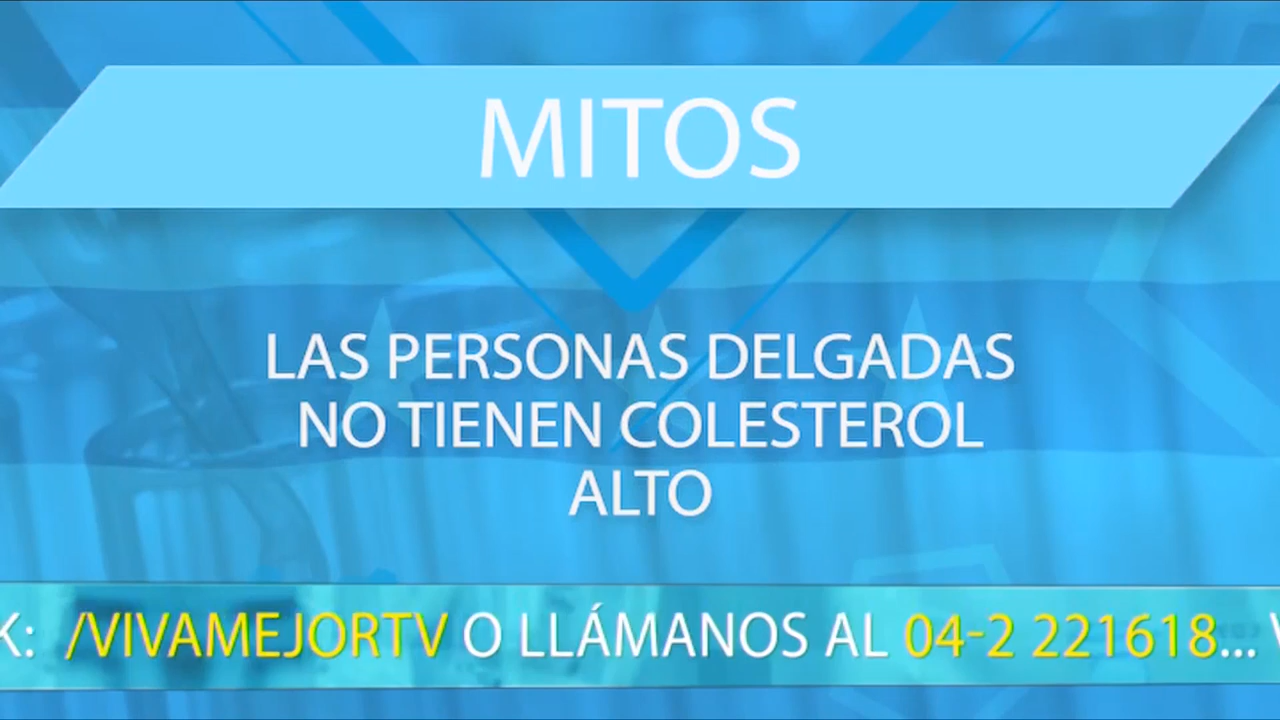 MITOS
LAS PERSONAS DELGADAS
NO TIENEN COLESTEROL
ALTO
K: /VIVAMEJORTV O LLÁMANOS AL 04-2 221618... V